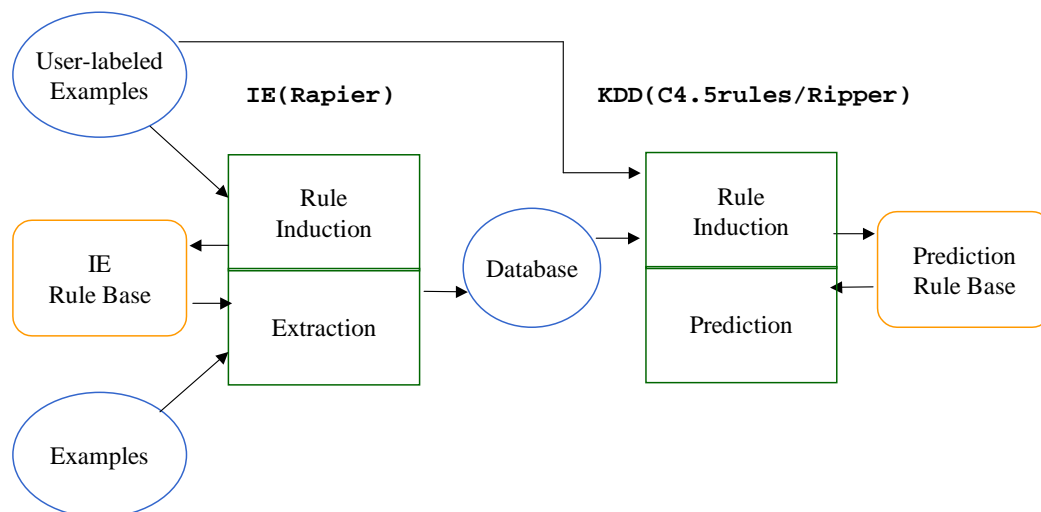 User-labeled
Examples
IE(Rapier)
KDD(C4.5rules/Ripper)
Rule
Induction
Rule
Induction
IE
Rule Base
Database
Prediction
Rule Base
Extraction
Prediction
Examples